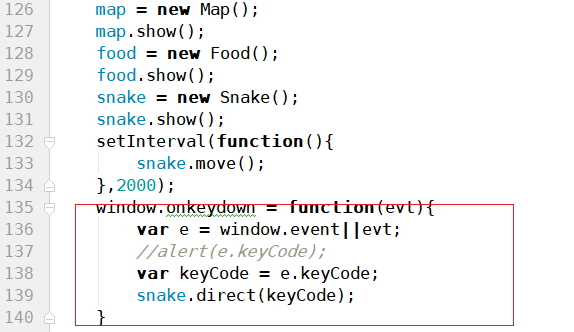 126 map = new Map();
127 map.show();
128 food = new Food();
129 food.show();
130 snake = new Snake();
131 snake.show();
132 setInterval(function(){
133 snake.move();
134 },2000);
135 window.onkeydown = function(evt){
136 var e = window.event||evt;
137 //alert(e.keyCode);
138 var keyCode = e.keyCode;
139 snake.direct(keyCode);
140 }